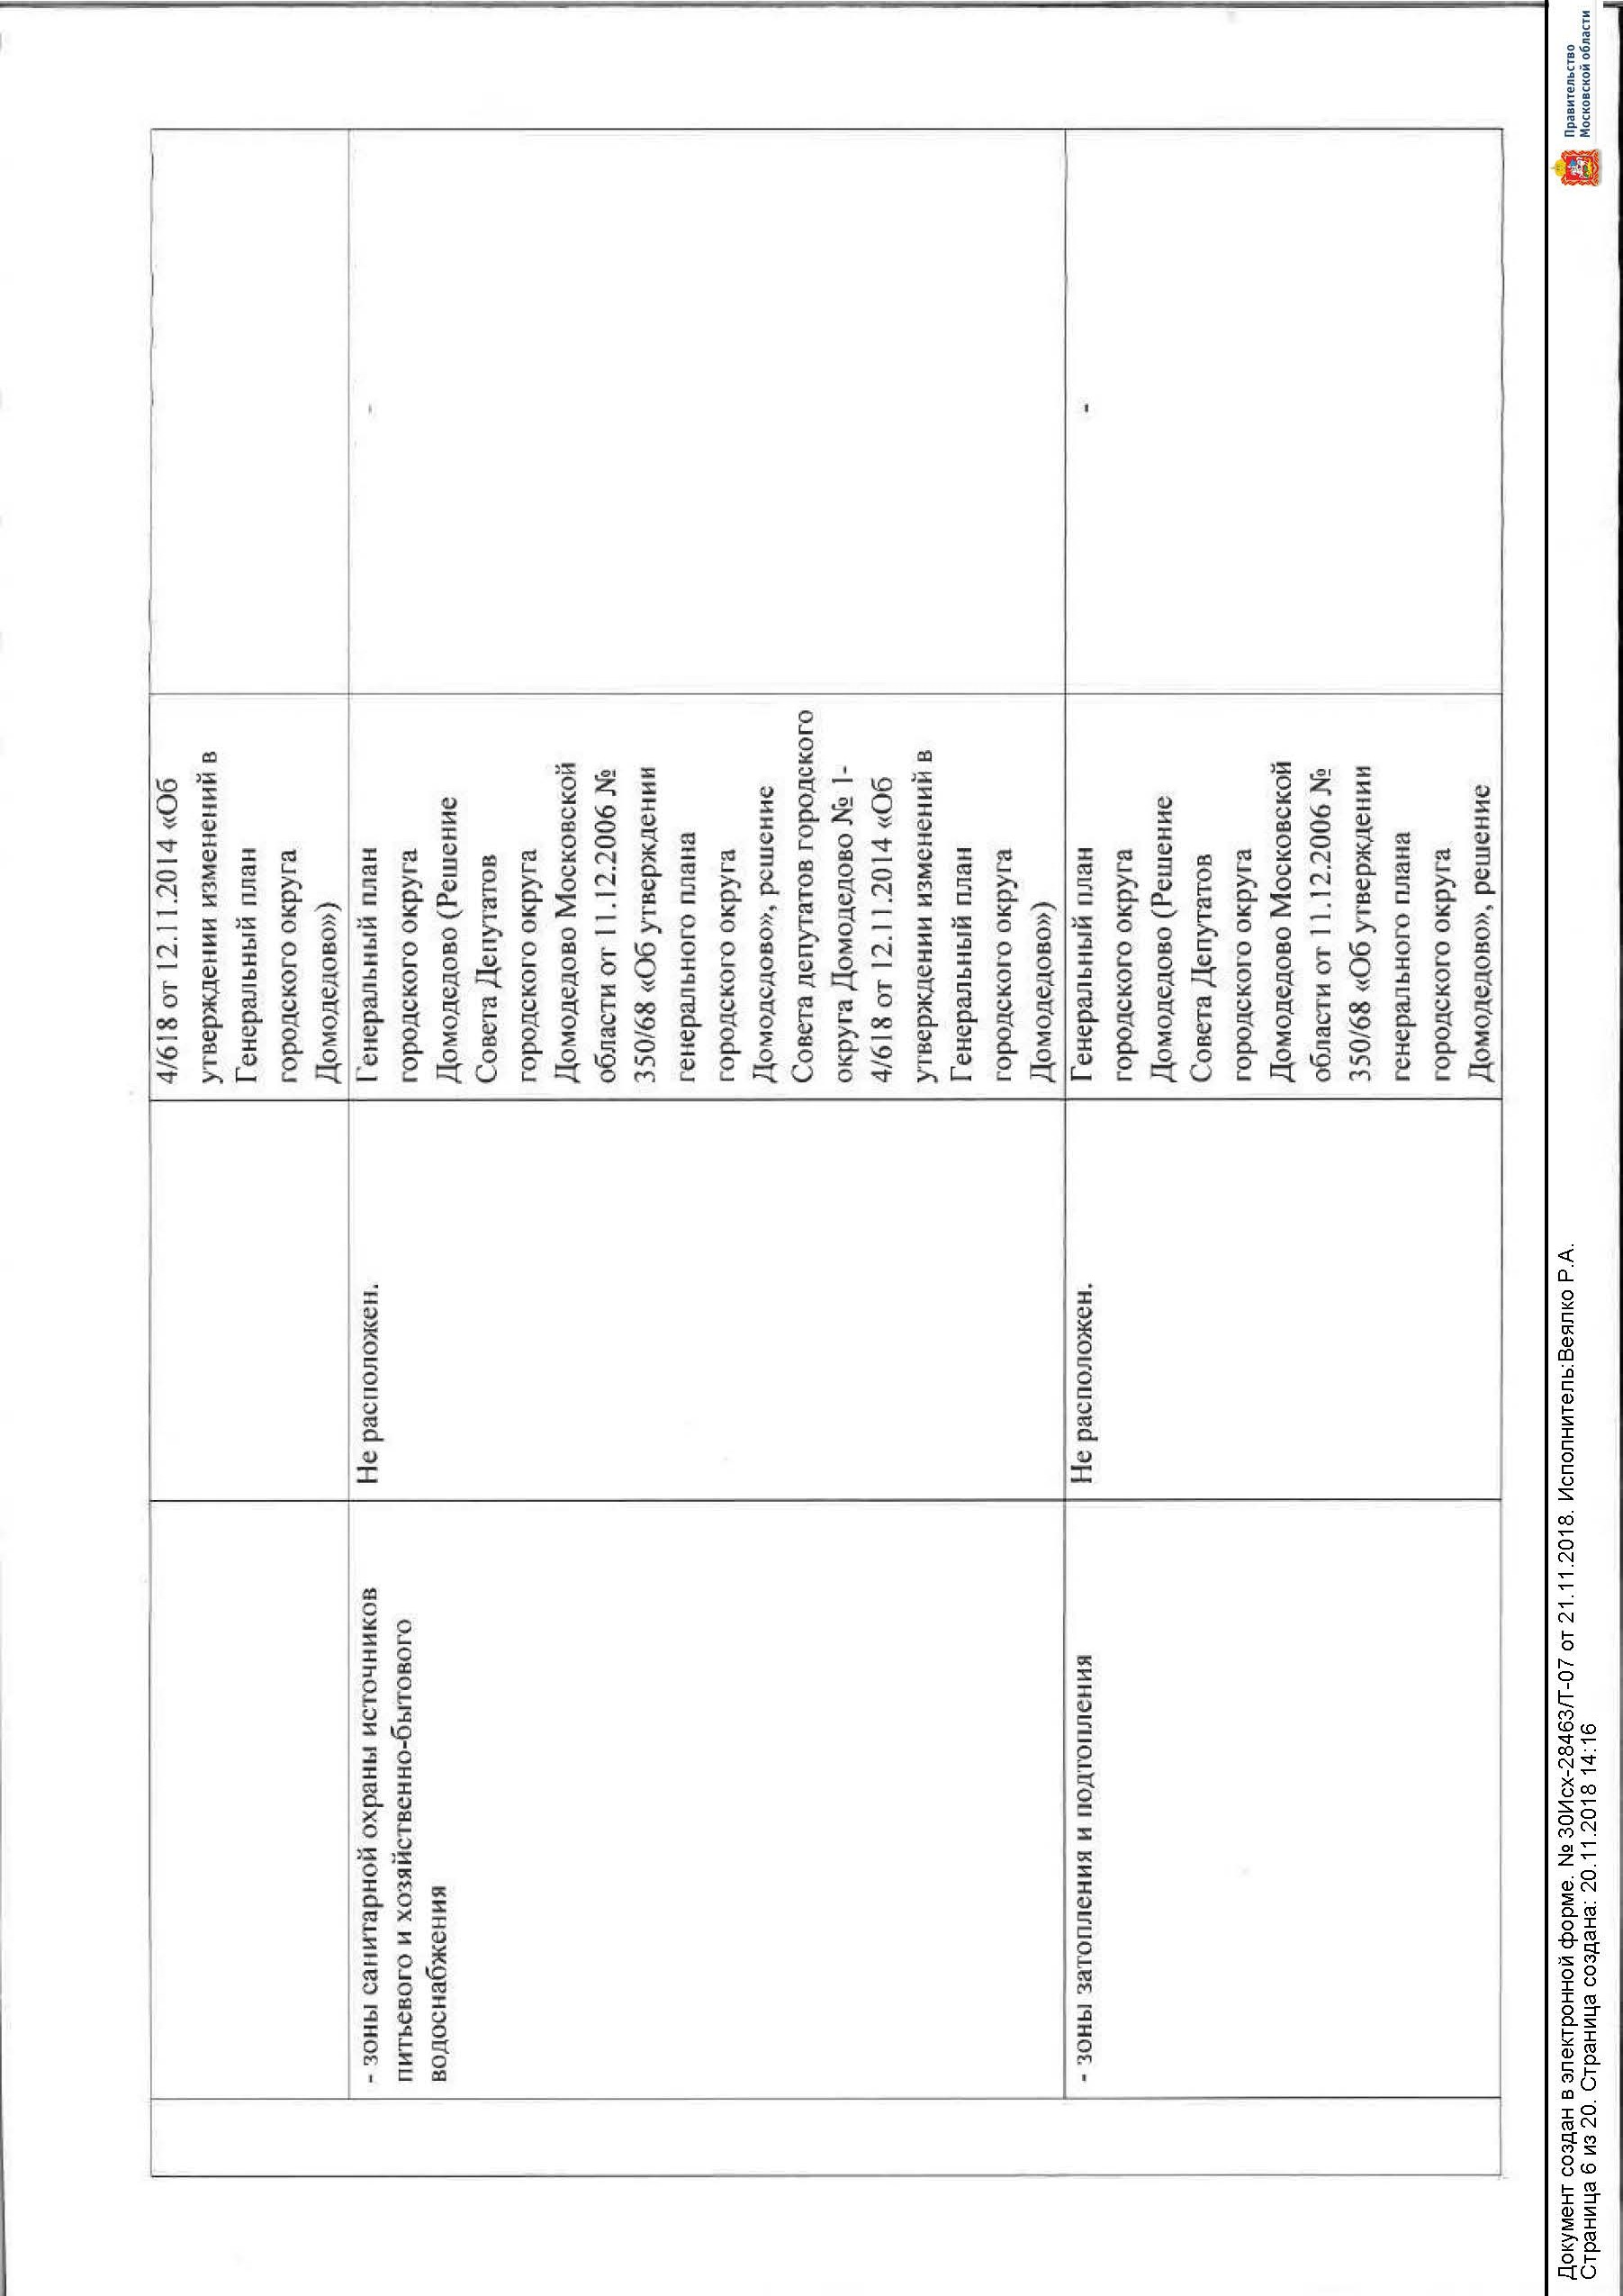 4/618 от 12.11.2014 «Об
утверждении изменений в
Генеральный план
городского округа
Домодедово»)
- зоны санитарной охраны источников
питьевого и хозяйственно-бытового
водоснабжения
Не расположен.
Генеральный план
городского округа
Домодедово (Решение
Совета Депутатов
городского округа
Домодедово Московской
области от 11.12.2006 №
350/68 «Об утверждении
генерального плана
городского округа
Домодедово», решение
Совета депутатов городского
округа Домодедово № 1-
4/618 от 12.11.2014 «Об
утверждении изменений в
Генеральный план
городского округа
Домодедово»)
-
- зоны затопления и подтопления
Не расположен.
Генеральный план
городского округа
Домодедово (Решение
Совета Депутатов
городского округа
Домодедово Московской
области от 11.12.2006 №
350/68 «Об утверждении
генерального плана
городского округа
Домодедово», решение
-
Документ создан в электронной форме. № 30Исх-28463/Т-07 от 21.11.2018. Исполнитель:Веялко Р.А.
Страница 6 из 20. Страница создана: 20.11.2018 14:16
Правительство
Московской области